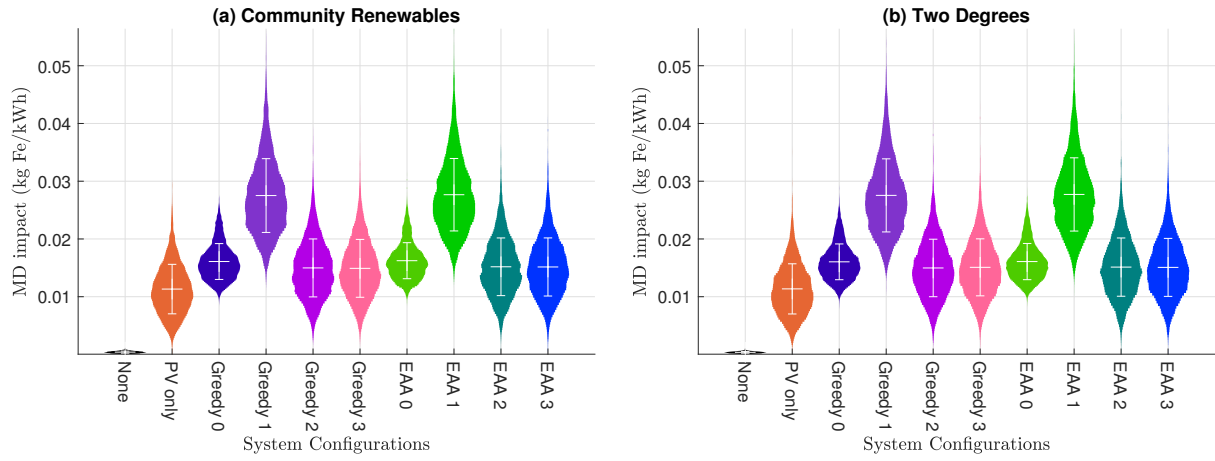 (a) Community Renewables
MD impact (kg Fe/kWh)
0.05
0.04
0.03
0.02
0.01
None
PV only
Greedy 0
Greedy 1
Greedy 2
Greedy 3
EAA 0
EAA 1
EAA 2
EAA 3
System Configurations
(b) Two Degrees
MD impact (kg Fe/kWh)
0.05
0.04
0.03
0.02
0.01
None
PV only
Greedy 0
Greedy 1
Greedy 2
Greedy 3
EAA 0
EAA 1
EAA 2
EAA 3
System Configurations